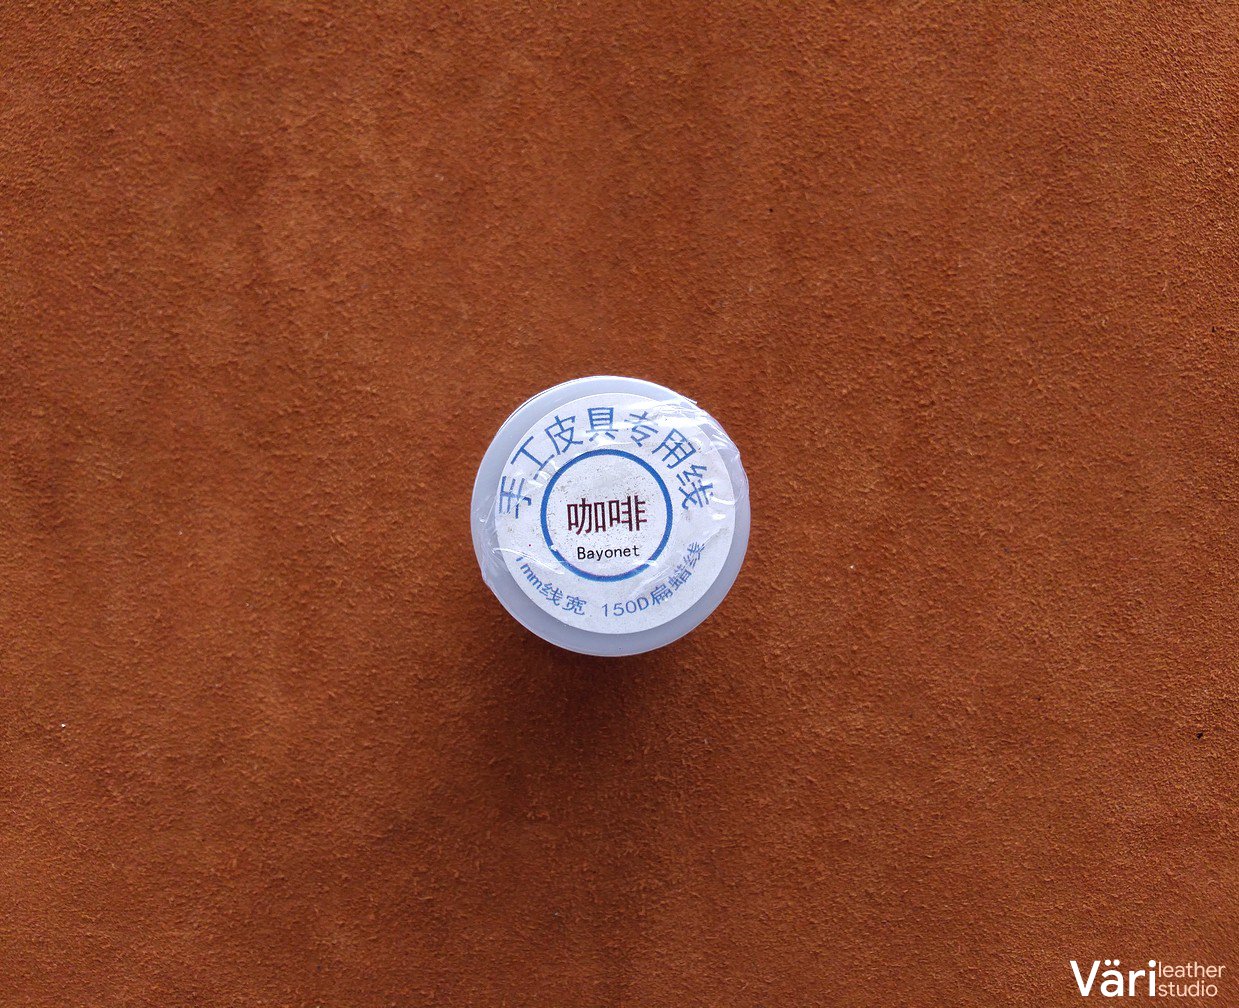 手工皮具专用线
咖啡
Bayonet
1mm线宽 150D扁蜡线
Väri leather
studio